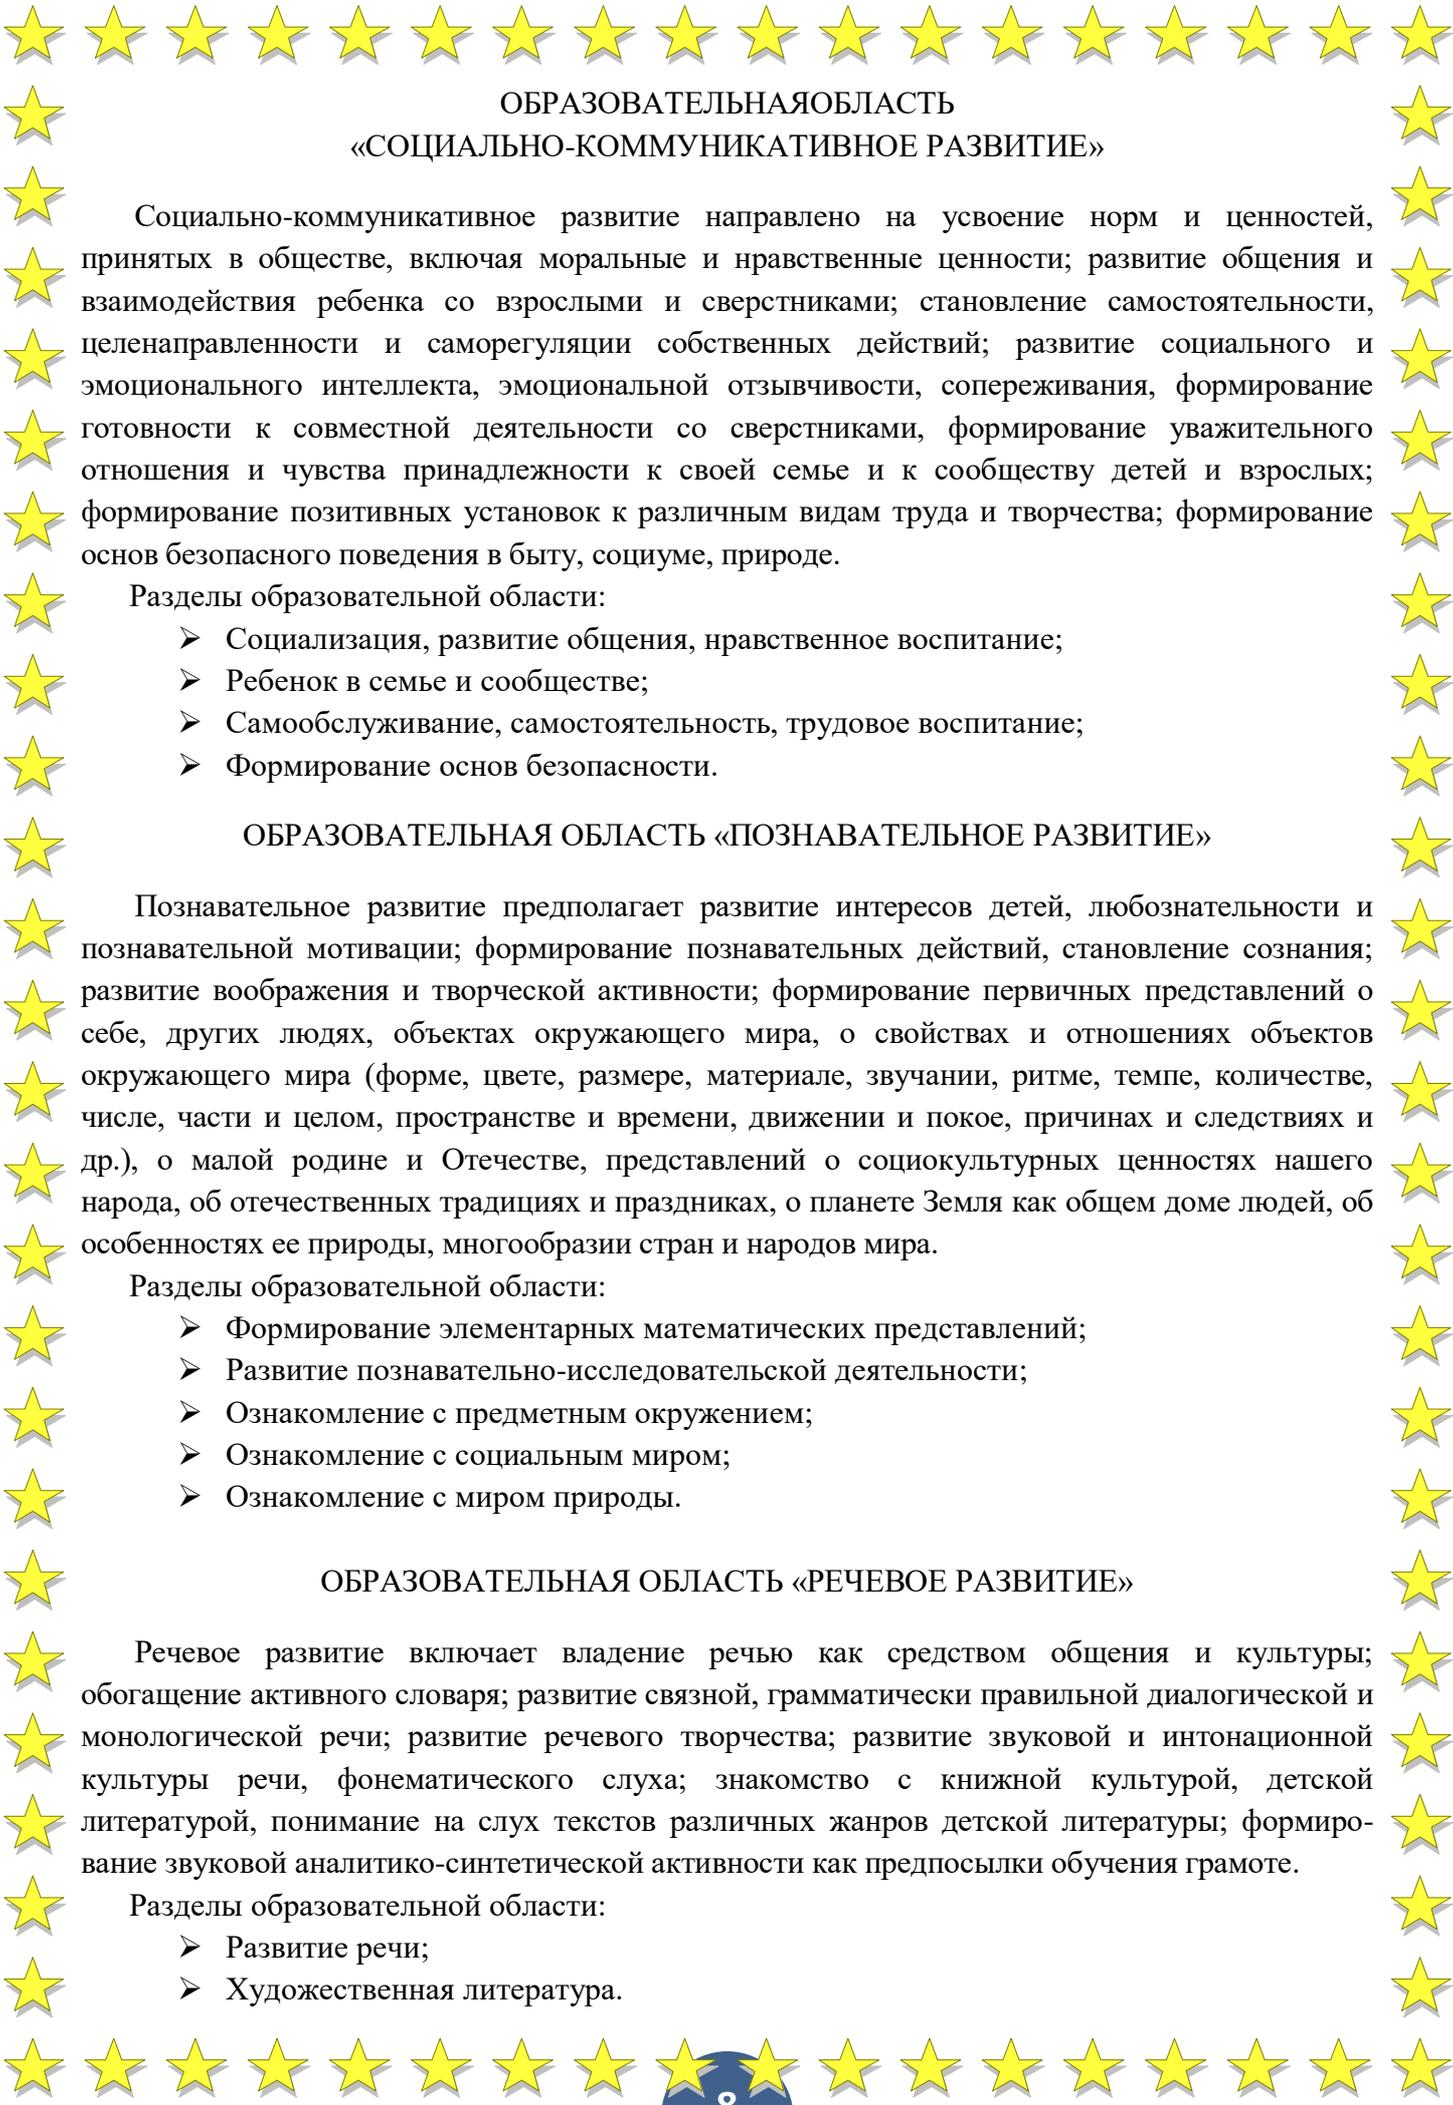 ОБРАЗОВАТЕЛЬНАЯОБЛАСТЬ
«СОЦИАЛЬНО-КОММУНИКАТИВНОЕ РАЗВИТИЕ»
Социально-коммуникативное развитие направлено на усвоение норм и ценностей,
принятых в обществе, включая моральные и нравственные ценности; развитие общения и
взаимодействия ребенка со взрослыми и сверстниками; становление самостоятельности,
целенаправленности и саморегуляции собственных действий; развитие социального и
эмоционального интеллекта, эмоциональной отзывчивости, сопереживания, формирование
готовности к совместной деятельности со сверстниками, формирование уважительного
отношения и чувства принадлежности к своей семье и к сообществу детей и взрослых;
формирование позитивных установок к различным видам труда и творчества; формирование
основ безопасного поведения в быту, социуме, природе.
Разделы образовательной области:
➢ Социализация, развитие общения, нравственное воспитание;
➢ Ребенок в семье и сообществе;
➢ Самообслуживание, самостоятельность, трудовое воспитание;
➢ Формирование основ безопасности.
ОБРАЗОВАТЕЛЬНАЯ ОБЛАСТЬ «ПОЗНАВАТЕЛЬНОЕ РАЗВИТИЕ»
Познавательное развитие предполагает развитие интересов детей, любознательности и
познавательной мотивации; формирование познавательных действий, становление сознания;
развитие воображения и творческой активности; формирование первичных представлений о
себе, других людях, объектах окружающего мира, о свойствах и отношениях объектов
окружающего мира (форме, цвете, размере, материале, звучании, ритме, темпе, количестве,
числе, части и целом, пространстве и времени, движении и покое, причинах и следствиях и
др.), о малой родине и Отечестве, представлений о социокультурных ценностях нашего
народа, об отечественных традициях и праздниках, о планете Земля как общем доме людей, об
особенностях ее природы, многообразии стран и народов мира.
Разделы образовательной области:
➢ Формирование элементарных математических представлений;
➢ Развитие познавательно-исследовательской деятельности;
➢ Ознакомление с предметным окружением;
➢ Ознакомление с социальным миром;
➢ Ознакомление с миром природы.
ОБРАЗОВАТЕЛЬНАЯ ОБЛАСТЬ «РЕЧЕВОЕ РАЗВИТИЕ»
Речевое развитие включает владение речью как средством общения и культуры;
обогащение активного словаря; развитие связной, грамматически правильной диалогической и
монологической речи; развитие речевого творчества; развитие звуковой и интонационной
культуры речи, фонематического слуха; знакомство с книжной культурой, детской
литературой, понимание на слух текстов различных жанров детской литературы; формиро-
вание звуковой аналитико-синтетической активности как предпосылки обучения грамоте.
Разделы образовательной области:
➢ Развитие речи;
➢ Художественная литература.
8